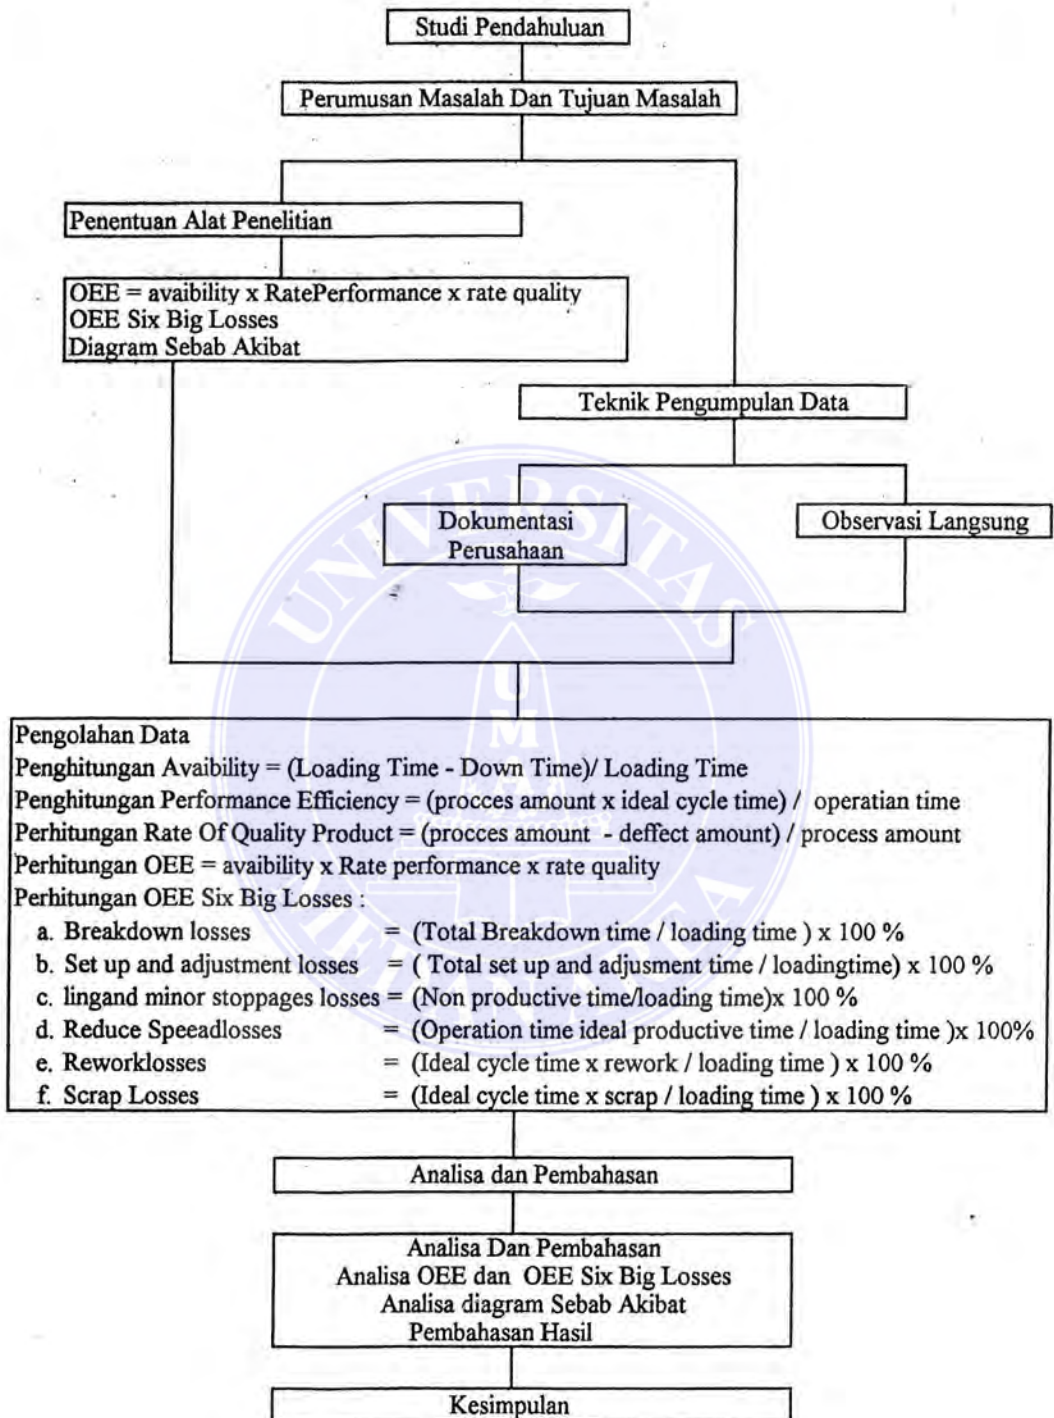 Studi Pendahuluan
Perumusan Masalah Dan Tujuan Masalah
Penentuan Alat Penelitian
OEE = avaibility x RatePerformance x rate quality
OEE Six Big Losses
Diagram Sebab Akibat
Teknik Pengumpulan Data
Dokumentasi
Perusahaan
Observasi Langsung
UNIVERSITAS
MEDAN AREA
UMA
Pengolahan Data
Penghitungan Avaibility = (Loading Time - Down Time)/ Loading Time
Penghitungan Performance Efficiency = (procces amount x ideal cycle time) / operatian time
Perhitungan Rate Of Quality Product = (procces amount - deffect amount) / process amount
Perhitungan OEE = avaibility x Rate performance x rate quality
Perhitungan OEE Six Big Losses :
a. Breakdown losses = (Total Breakdown time / loading time ) x 100 %
b. Set up and adjustment losses = ( Total set up and adjusment time / loadingtime) x 100 %
c. lingand minor stoppages losses = (Non productive time/loading time)x 100 %
d. Reduce Speeadlosses = (Operation time ideal productive time / loading time )x 100%
e. Reworklosses = (Ideal cycle time x rework / loading time ) x 100 %
f. Scrap Losses = (Ideal cycle time x scrap / loading time ) x 100 %
Analisa dan Pembahasan
Analisa Dan Pembahasan
Analisa OEE dan OEE Six Big Losses
Analisa diagram Sebab Akibat
Pembahasan Hasil
Kesimpulan